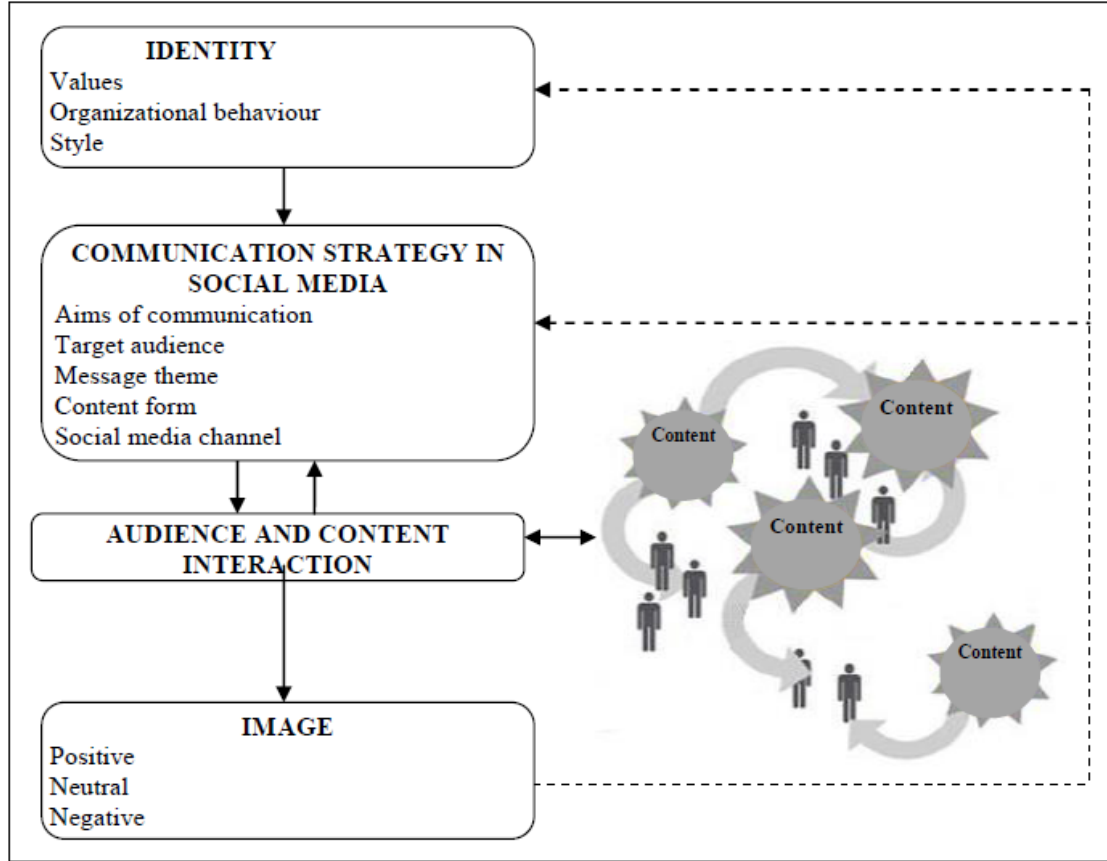 IDENTITY
Values
Organizational behaviour
Style
COMMUNICATION STRATEGY IN
SOCIAL MEDIA
Aims of communication
Target audience
Message theme
Content form
Social media channel
AUDIENCE AND CONTENT
INTERACTION
IMAGE
Positive
Neutral
Negative
Content
Content
Content
Content